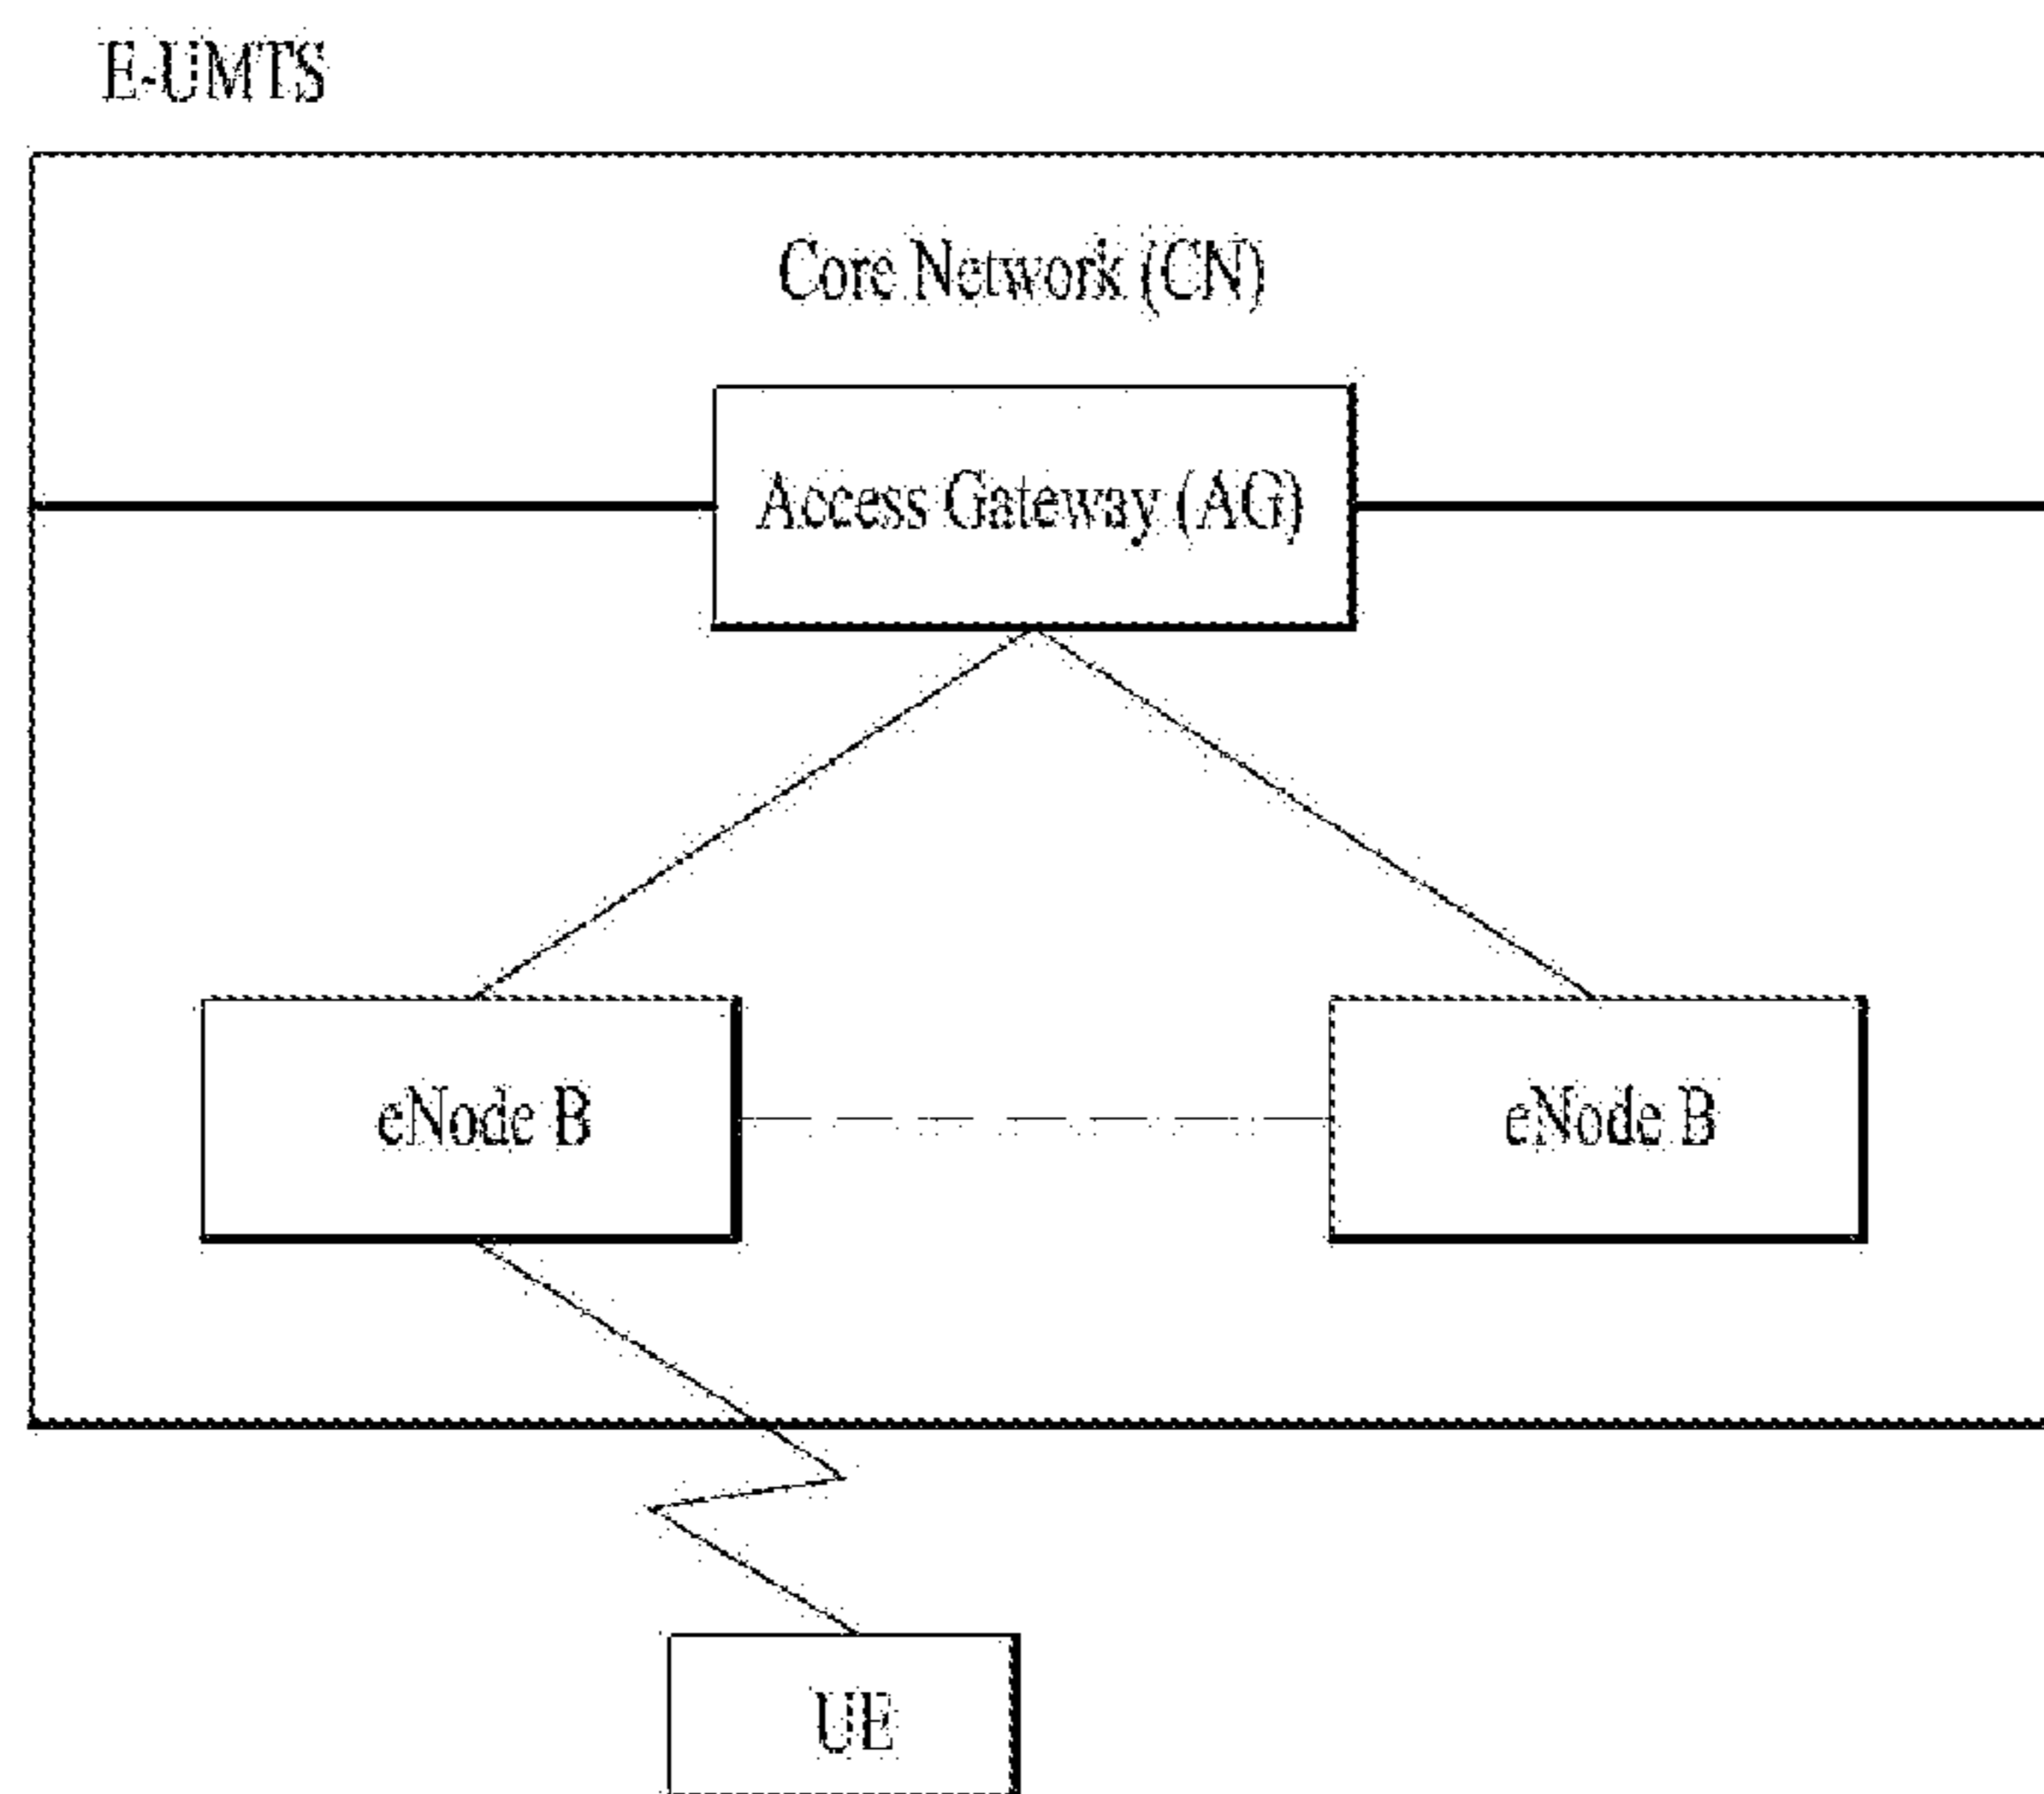 E-UMTS
Core Network (CN)
Access Gateway (AG)
eNode B
eNode B
UE